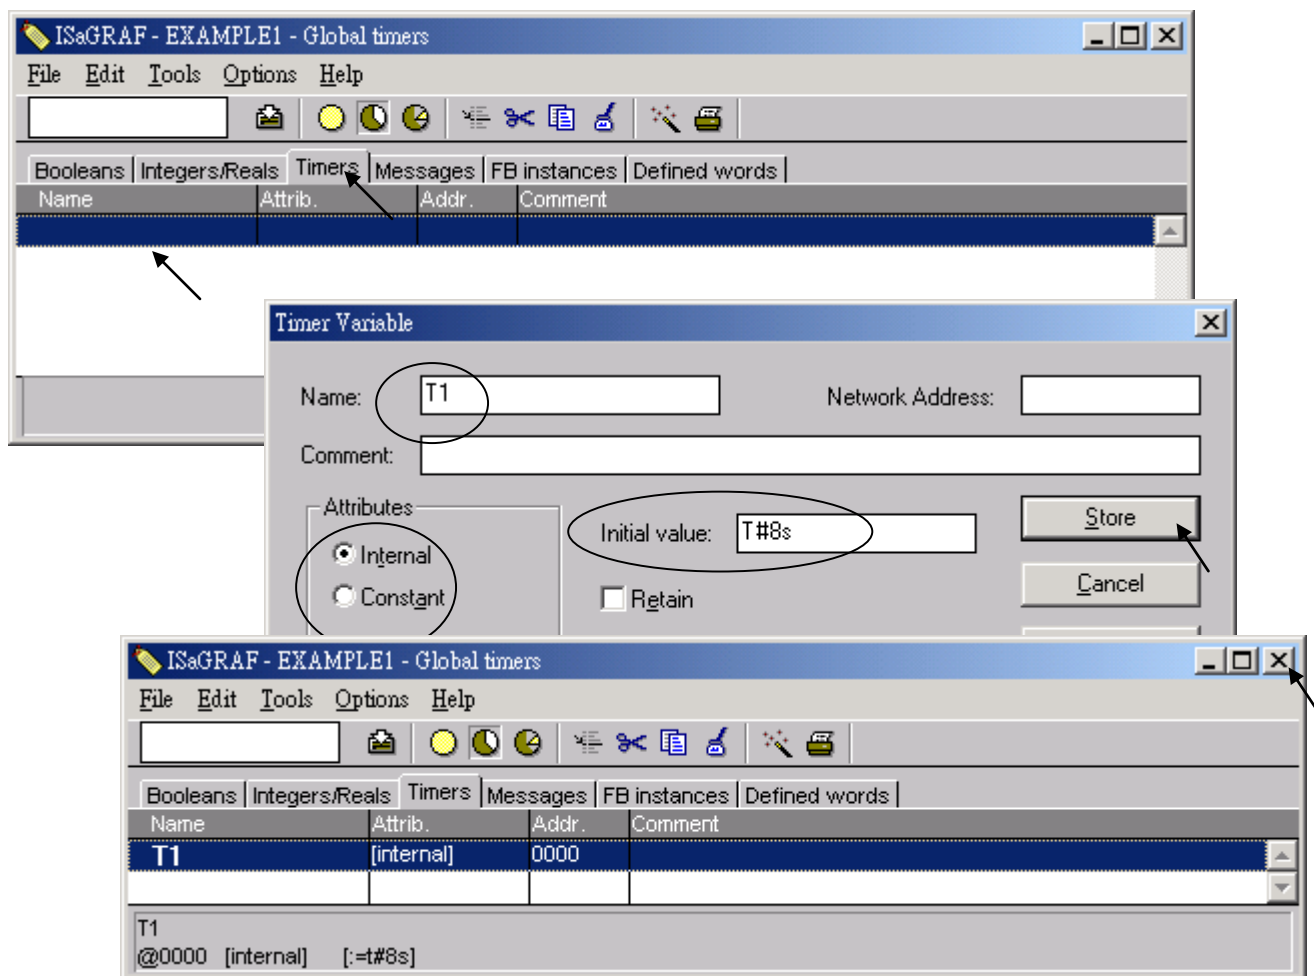 ISaGRAF - EXAMPLE1 - Global timers
File Edit Tools Options Help
Booleans Integers/Reals Timers Messages FB instances Defined words
Name Attrib. Addr. Comment
Timer Variable
Name: T1 Network Address:
Comment:
Attributes
Initial value: T#8s Store
Internal
Constant Retain Cancel
ISaGRAF - EXAMPLE1 - Global timers
File Edit Tools Options Help
Booleans Integers/Reals Timers Messages FB instances Defined words
Name Attrib. Addr. Comment
T1 [internal] 0000
T1
@0000 [internal] [:=t#8s]